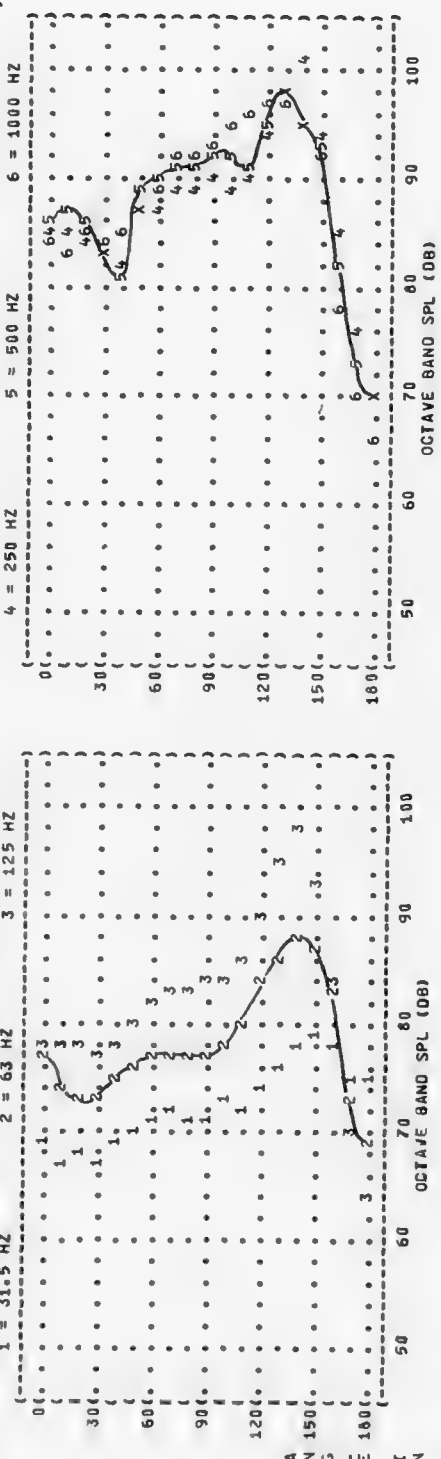 1 = 31.5 HZ 2 = 63 HZ 3 = 125 HZ
0(
30(
60(
90(
120(
150(
180(
50 60 70 80 90 100
OCTAVE BAND SPL (DB)
4 = 250 HZ 5 = 500 HZ 6 = 1000 HZ
0(
30(
60(
90(
120(
150(
180(
50 60 70 80 90 100
OCTAVE BAND SPL (DB)